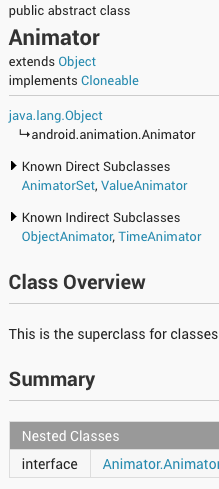 public abstract class
Animator
extends Object
implements Cloneable
java.lang.Object
↳android.animation.Animator
Known Direct Subclasses
AnimatorSet, ValueAnimator
Known Indirect Subclasses
ObjectAnimator, TimeAnimator
Class Overview
This is the superclass for classes
Summary
Nested Classes
interface Animator.Animator